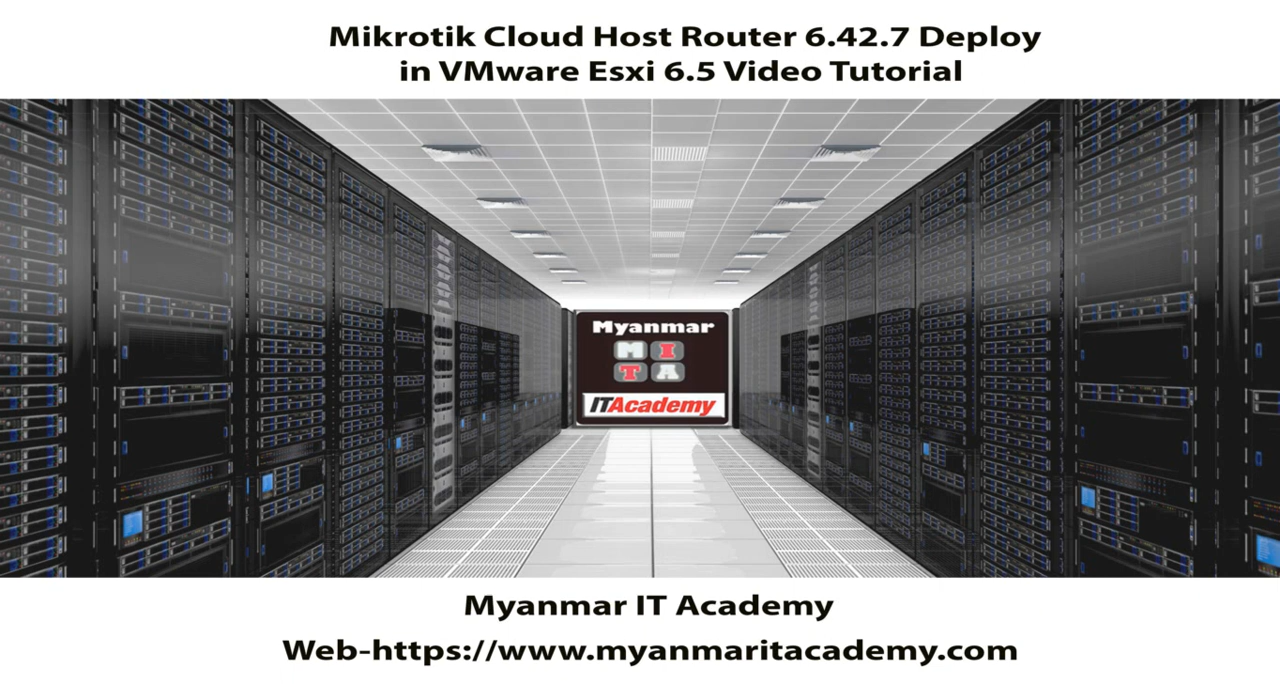 Mikrotik Cloud Host Router 6.42.7 Deploy
in VMware Esxi 6.5 Video Tutorial
Myanmar
M I
T A
ITAcademy
Myanmar IT Academy
Web-https://www.myanmaritacademy.com